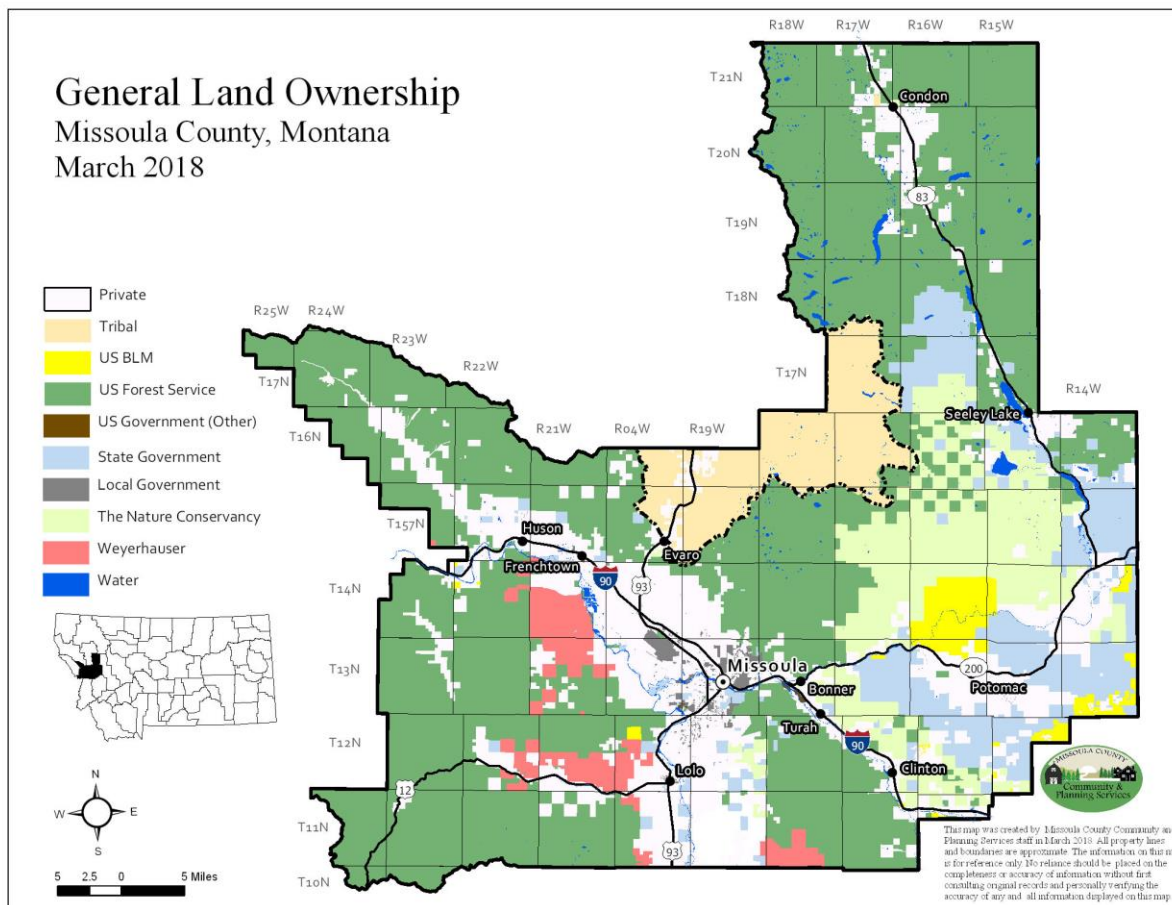 General Land Ownership
Missoula County, Montana
March 2018
R18W
R17W
R16W
R15W
T21N
Condon
T20N
83
T19N
T18N
Private
Tribal
US BLM
US Forest Service
US Government (Other)
State Government
Local Government
The Nature Conservancy
Weyerhauser
Water
R25W
R24W
R23W
R22W
T17N
T17N
R14W
Seeley Lake
T16N
R21W
R04W
R19W
T157N
Huson
Frenchtown
Evaro
90
93
T14N
T13N
Missoula
Bonner
200
Potomac
Turah
T12N
90
Lolo
Clinton
12
T11N
93
T10N
N
W
E
S
5
2.5
0
5 Miles
MISSOULA COUNTY
Community &
Planning Services
This map was created by Missoula County Community an
Planning Services staff in March 2018. All property lines
and boundaries are approximate. The information on this m
is for reference only. No reliance should be placed on the
completeness or accuracy of information without first
consulting original records and personally verifying the
accuracy of any and all information displayed on this map